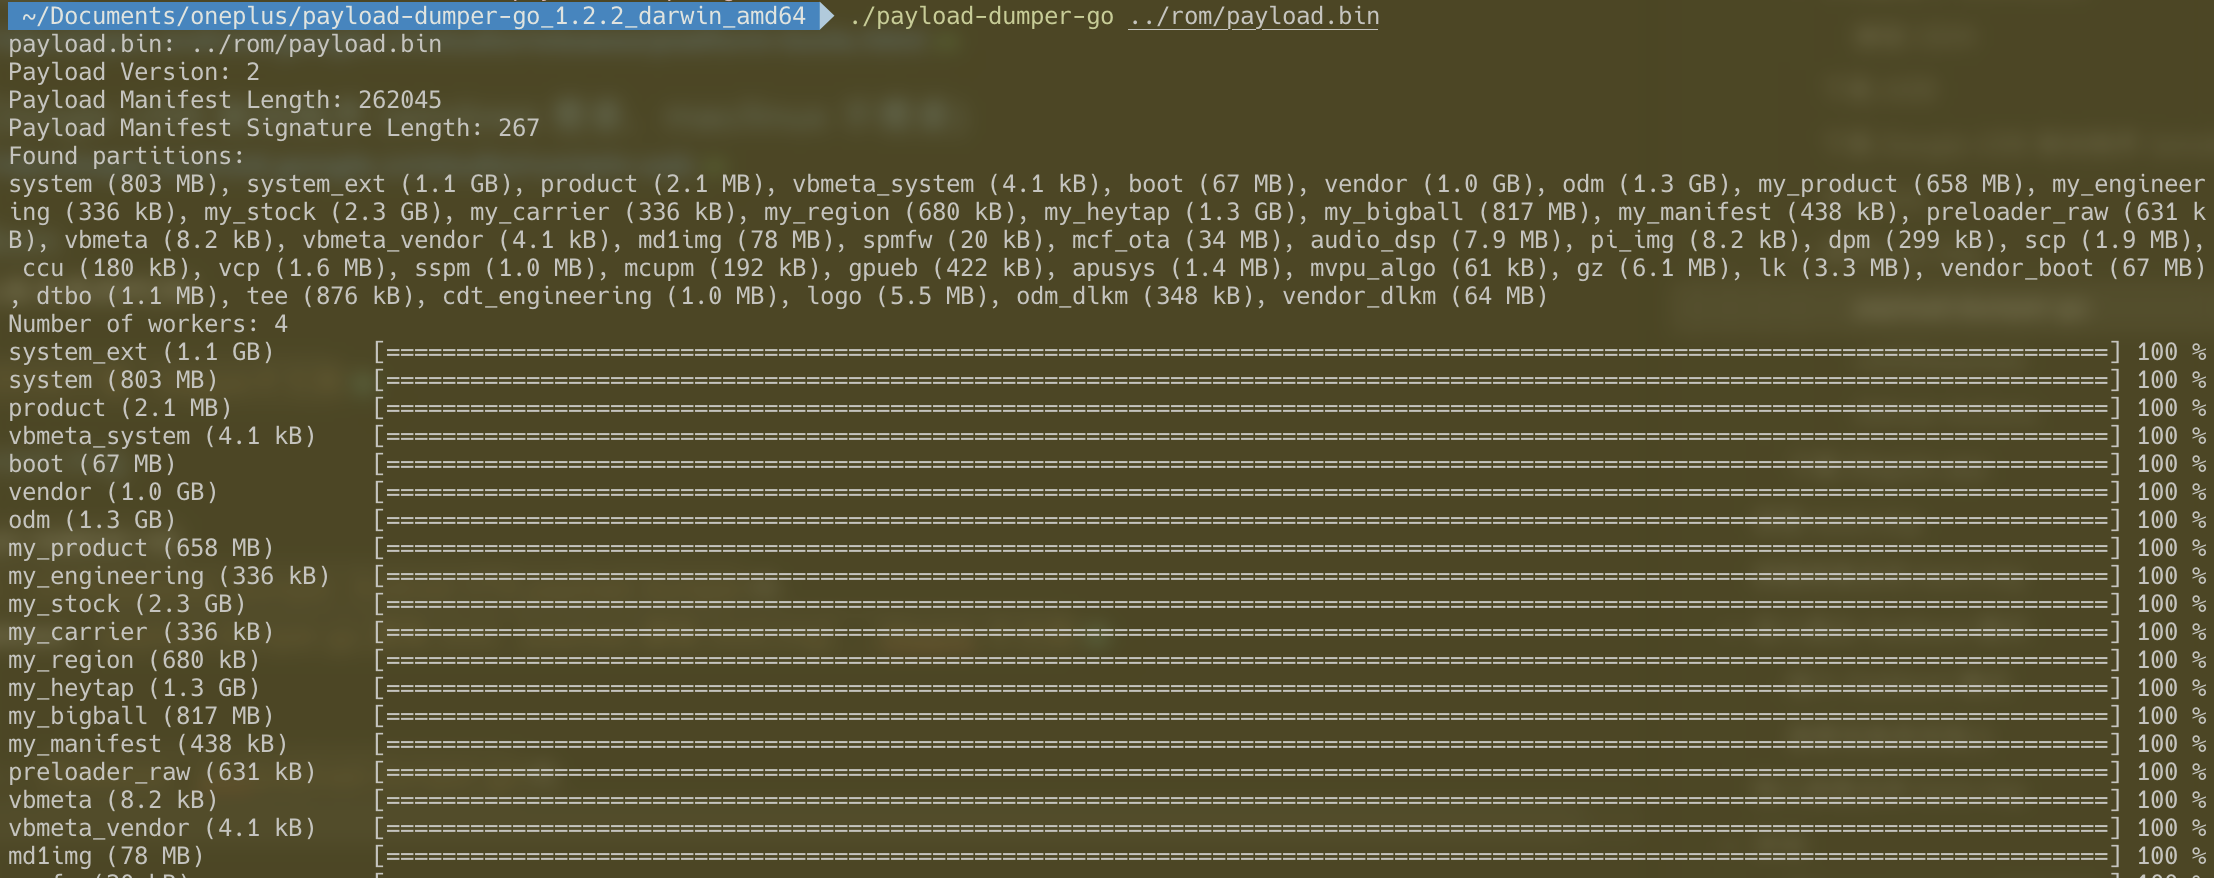 ~/Documents/oneplus/payload-dumper-go_1.2.2_darwin_amd64 ./payload-dumper-go ../rom/payload.bin
payload.bin: ../rom/payload.bin
Payload Version: 2
Payload Manifest Length: 262045
Payload Manifest Signature Length: 267
Found partitions:
system (803 MB), system_ext (1.1 GB), product (2.1 MB), vbmeta_system (4.1 kB), boot (67 MB), vendor (1.0 GB), odm (1.3 GB), my_product (658 MB), my_engineer
ing (336 kB), my_stock (2.3 GB), my_carrier (336 kB), my_region (680 kB), my_heytap (1.3 GB), my_bigball (817 MB), my_manifest (438 kB), preloader_raw (631 k
B), vbmeta (8.2 kB), vbmeta_vendor (4.1 kB), md1img (78 MB), spmfw (20 kB), mcf_ota (34 MB), audio_dsp (7.9 MB), pi_img (8.2 kB), dpm (299 kB), scp (1.9 MB),
ccu (180 kB), vcp (1.6 MB), sspm (1.0 MB), mcupm (192 kB), gpueb (422 kB), apusys (1.4 MB), mvpu_algo (61 kB), gz (6.1 MB), lk (3.3 MB), vendor_boot (67 MB)
, dtbo (1.1 MB), tee (876 kB), cdt_engineering (1.0 MB), logo (5.5 MB), odm_dlkm (348 kB), vendor_dlkm (64 MB)
Number of workers: 4
system_ext (1.1 GB) [===========================================================================================================================] 100 %
system (803 MB) [===========================================================================================================================] 100 %
product (2.1 MB) [===========================================================================================================================] 100 %
vbmeta_system (4.1 kB) [===========================================================================================================================] 100 %
boot (67 MB) [===========================================================================================================================] 100 %
vendor (1.0 GB) [===========================================================================================================================] 100 %
odm (1.3 GB) [===========================================================================================================================] 100 %
my_product (658 MB) [===========================================================================================================================] 100 %
my_engineering (336 kB) [===========================================================================================================================] 100 %
my_stock (2.3 GB) [===========================================================================================================================] 100 %
my_carrier (336 kB) [===========================================================================================================================] 100 %
my_region (680 kB) [===========================================================================================================================] 100 %
my_heytap (1.3 GB) [===========================================================================================================================] 100 %
my_bigball (817 MB) [===========================================================================================================================] 100 %
my_manifest (438 kB) [===========================================================================================================================] 100 %
preloader_raw (631 kB) [===========================================================================================================================] 100 %
vbmeta (8.2 kB) [===========================================================================================================================] 100 %
vbmeta_vendor (4.1 kB) [===========================================================================================================================] 100 %
md1img (78 MB) [===========================================================================================================================] 100 %